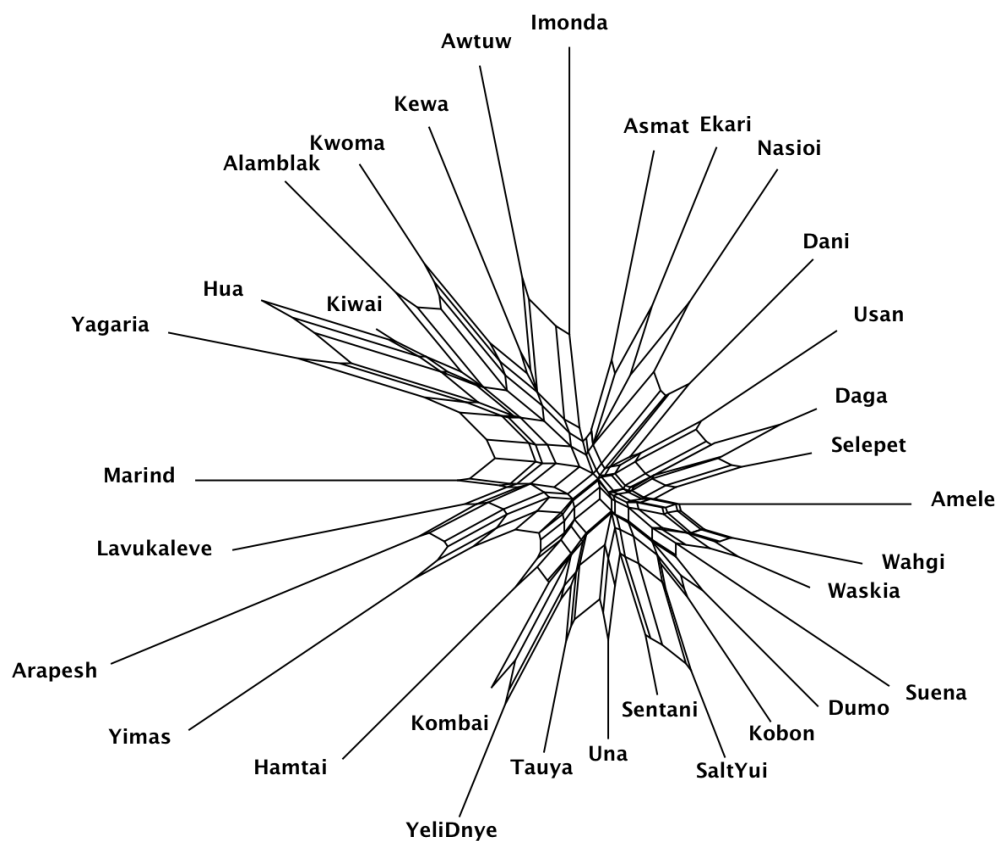 Imonda
Awtuw
Kewa
Asmat
Ekari
Kwoma
Nasioi
Alamblak
Dani
Hua
Kiwai
Usan
Yagaria
Daga
Selepet
Marind
Amele
Lavukaleve
Wahgi
Waskia
Arapesh
Suena
Dumo
Sentani
Kombai
Kobon
Yimas
Una
Hamtai
Tauya
SaltYui
YeliDnye